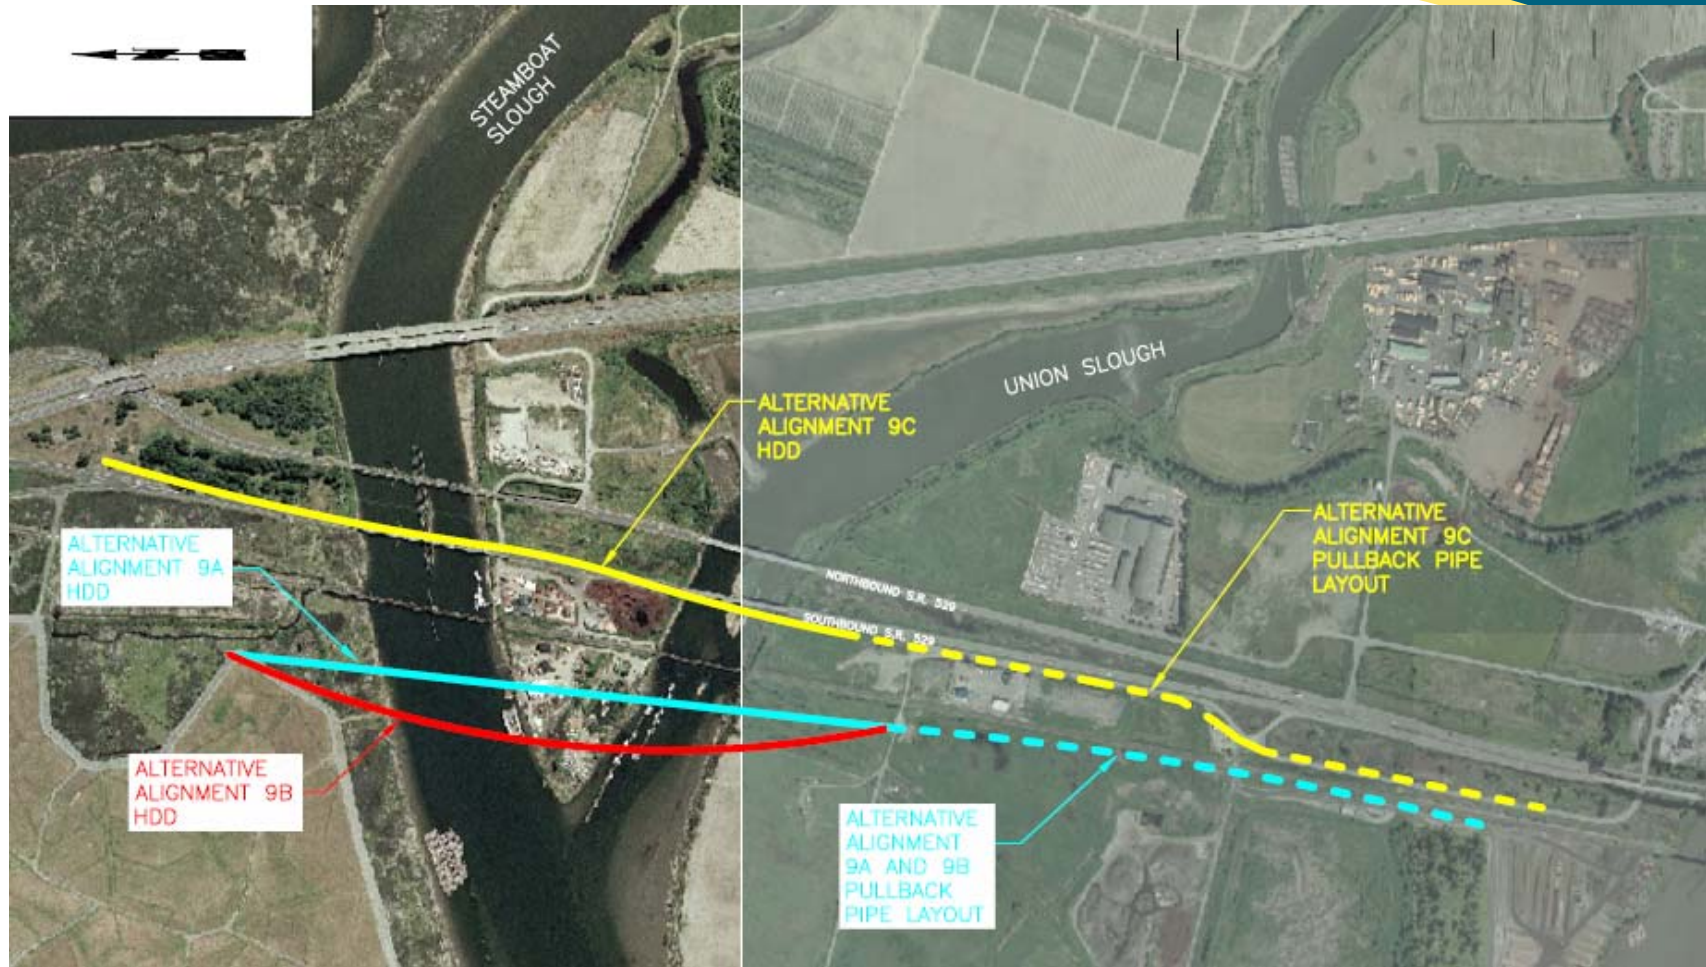 STEAMBOAT
SLOUGH
UNION SLOUGH
ALTERNATIVE
ALIGNMENT 9C
HDD
ALTERNATIVE
ALIGNMENT 9C
PULLBACK PIPE
LAYOUT
ALTERNATIVE
ALIGNMENT 9A
HDD
NORTHBOUND S.R. 529
SOUTHBOUND S.R. 529
ALTERNATIVE
ALIGNMENT 9B
HDD
ALTERNATIVE
ALIGNMENT
9A AND 9B
PULLBACK
PIPE LAYOUT